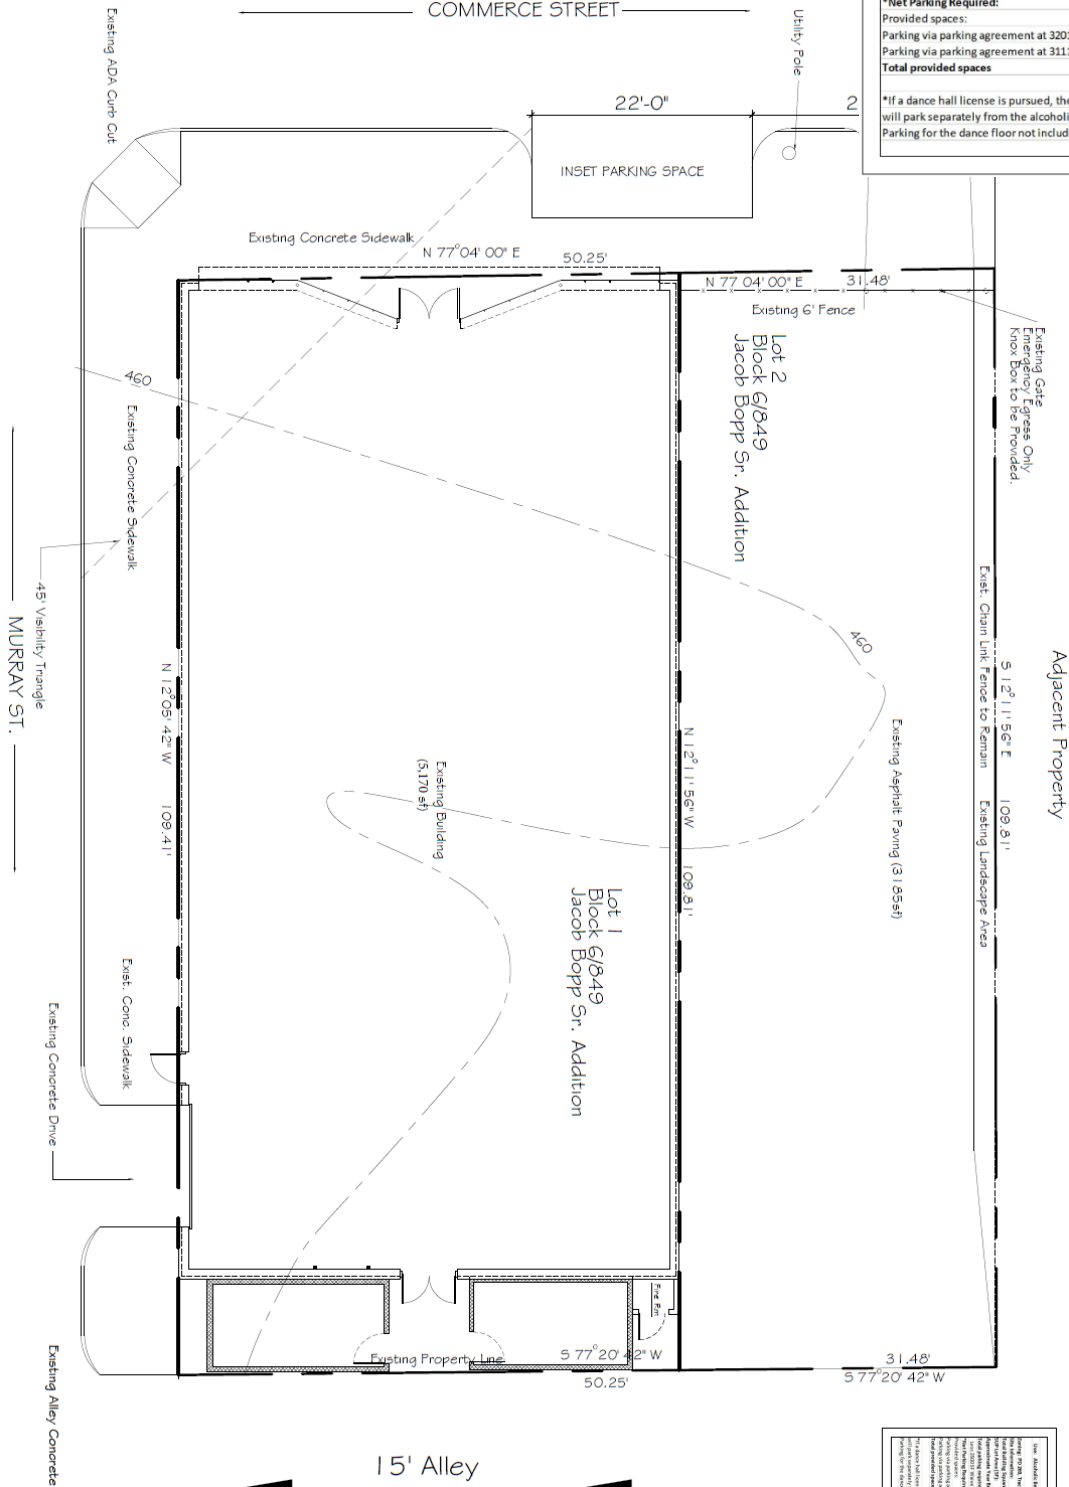 COMMERCE STREET
*Net Parking Required:
Provided spaces:
Parking via parking agreement at 320
Parking via parking agreement at 311
Total provided spaces
*If a dance hall license is pursued, the
will park separately from the
Parking for the dance floor not
Existing ADA Curb Cut
Utility Pole
22'-0"
2
INSET PARKING SPACE
Existing Concrete Sidewalk
N 77°04' 00" E
50.25'
N 77 04' 00" E
31.48'
Existing 6' Fence
Existing Gate
Emergency Egress Only
Knox Box to be Provided.
Lot 2
Block 6/849
Jacob Bopp Sr. Addition
460
Existing Concrete Sidewalk
45' Visibility Triangle
MURRAY ST.
460
Exist. Chain Link Fence to Remain
Existing Landscape Area
S 12°11' 56" E
109.81'
Adjacent Property
N 12°05' 42" W
109.41'
N 12°11' 56" W
109.81'
Existing Asphalt Paving (3185sf)
Existing Building
(5,170 sf)
Lot 1
Block 6/849
Jacob Bopp Sr. Addition
Exist. Conc. Sidewalk
Existing Concrete Drive
Fire Rm
Existing Property Line
S 77°20' 42" W
50.25'
31.48'
S 77°20' 42" W
Existing Alley Concrete
15' Alley